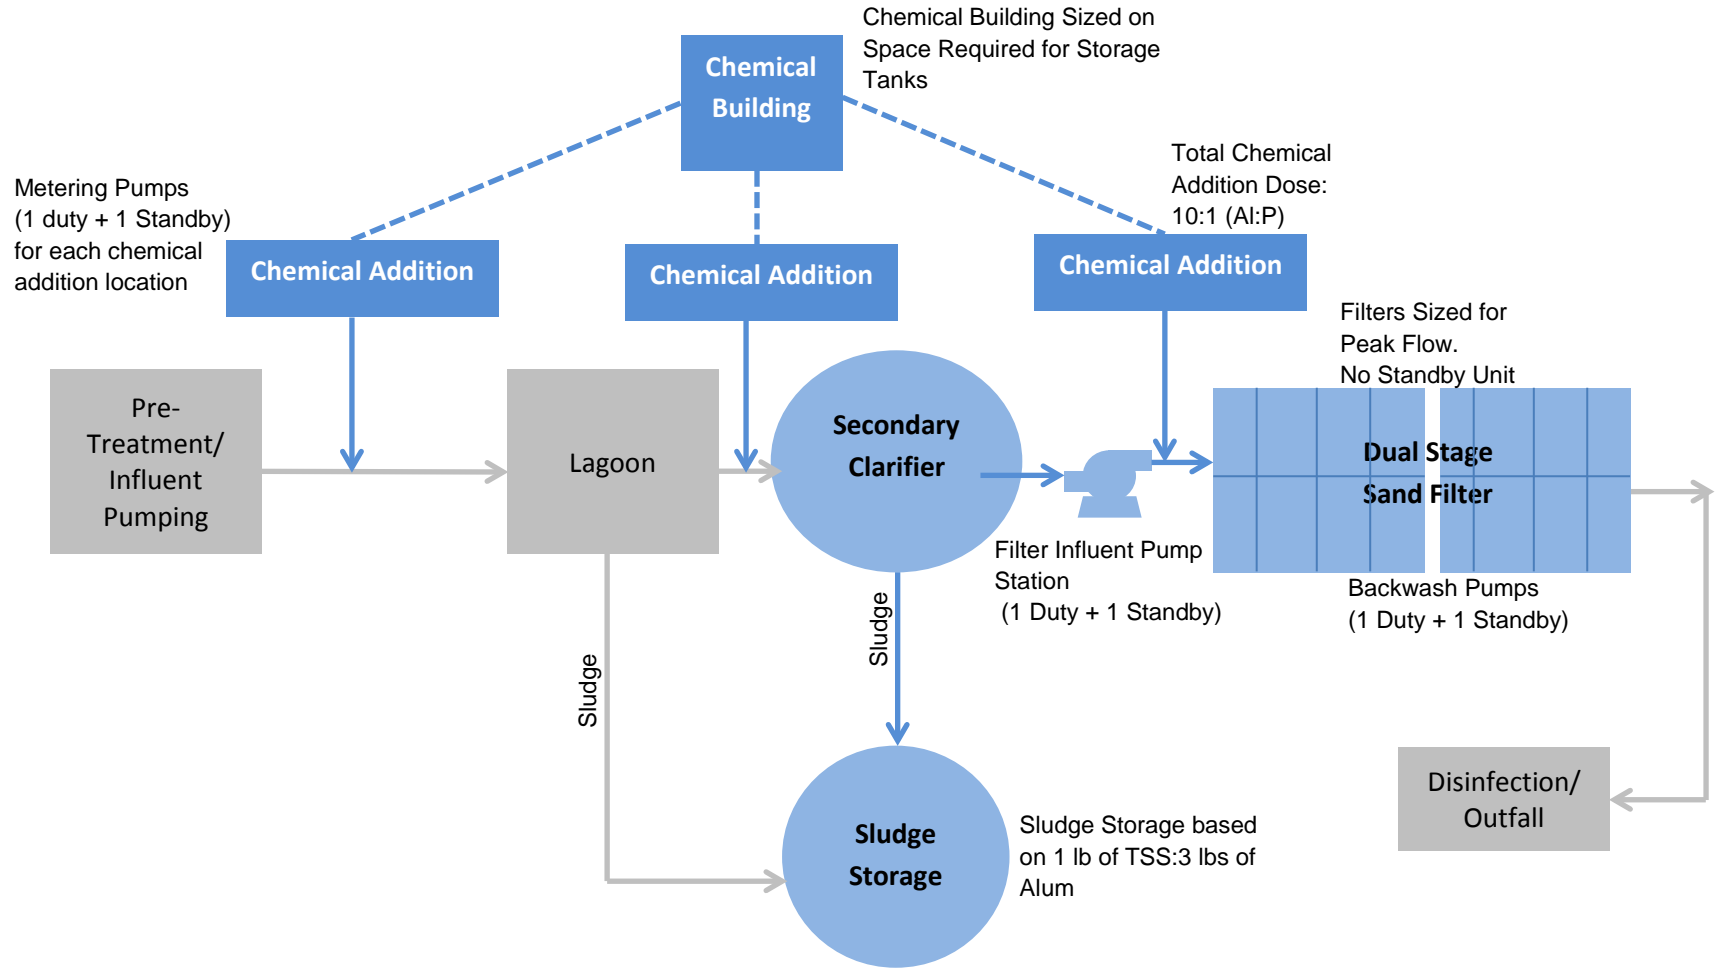 Chemical Building Sized on
Space Required for Storage
Tanks
Chemical
Building
Total Chemical
Addition Dose:
10:1 (Al:P)
Metering Pumps
(1 duty + 1 Standby)
for each chemical
addition location
Chemical Addition
Chemical Addition
Chemical Addition
Filters Sized for
Peak Flow.
No Standby Unit
Pre-
Treatment/
Influent
Pumping
Lagoon
Secondary
Clarifier
Dual Stage
Sand Filter
Filter Influent Pump
Station
(1 Duty + 1 Standby)
Backwash Pumps
(1 Duty + 1 Standby)
Sludge
Sludge
Disinfection/
Outfall
Sludge
Storage
Sludge Storage based
on 1 lb of TSS:3 lbs of
Alum